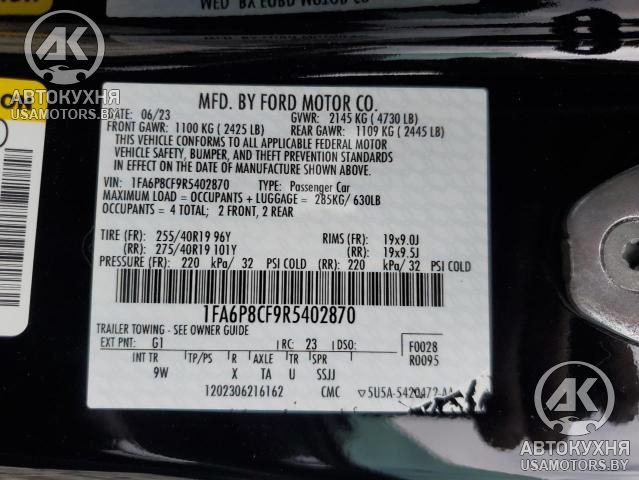 АВТОКУХНЯ
USAMOTORS.BY
MFD. BY FORD MOTOR CO.
DATE: 06/23 GVWR: 2145 KG ( 4730 LB)
FRONT GAWR: 1100 KG ( 2425 LB) REAR GAWR: 1109 KG ( 2445 LB)
THIS VEHICLE CONFORMS TO ALL APPLICABLE FEDERAL MOTOR
VEHICLE SAFETY, BUMPER, AND THEFT PREVENTION STANDARDS
IN EFFECT ON THE DATE OF MANUFACTURE SHOWN ABOVE.
VIN: 1FA6P8CF9R5402870 TYPE: Passenger Car
MAXIMUM LOAD = OCCUPANTS + LUGGAGE = 285KG/ 630LB
OCCUPANTS = 4 TOTAL; 2 FRONT, 2 REAR
TIRE (FR): 255/40R19 96Y RIMS (FR): 19x9.0J
(RR): 275/40R19 101Y (RR): 19x9.5J
PRESSURE (FR): 220 kPa/ 32 PSI COLD (RR): 220 kPa/ 32 PSI COLD
1FA6P8CF9R5402870
TRAILER TOWING - SEE OWNER GUIDE
EXT PNT: G1 RC: 23 DSO: F0028
INT TR TP/PS R AXLE TR SPR R0095
9W X TA U SSJJ
1202306216162 CMC ▽5U5A-5420472-AA
АВТОКУХНЯ
USAMOTORS.BY